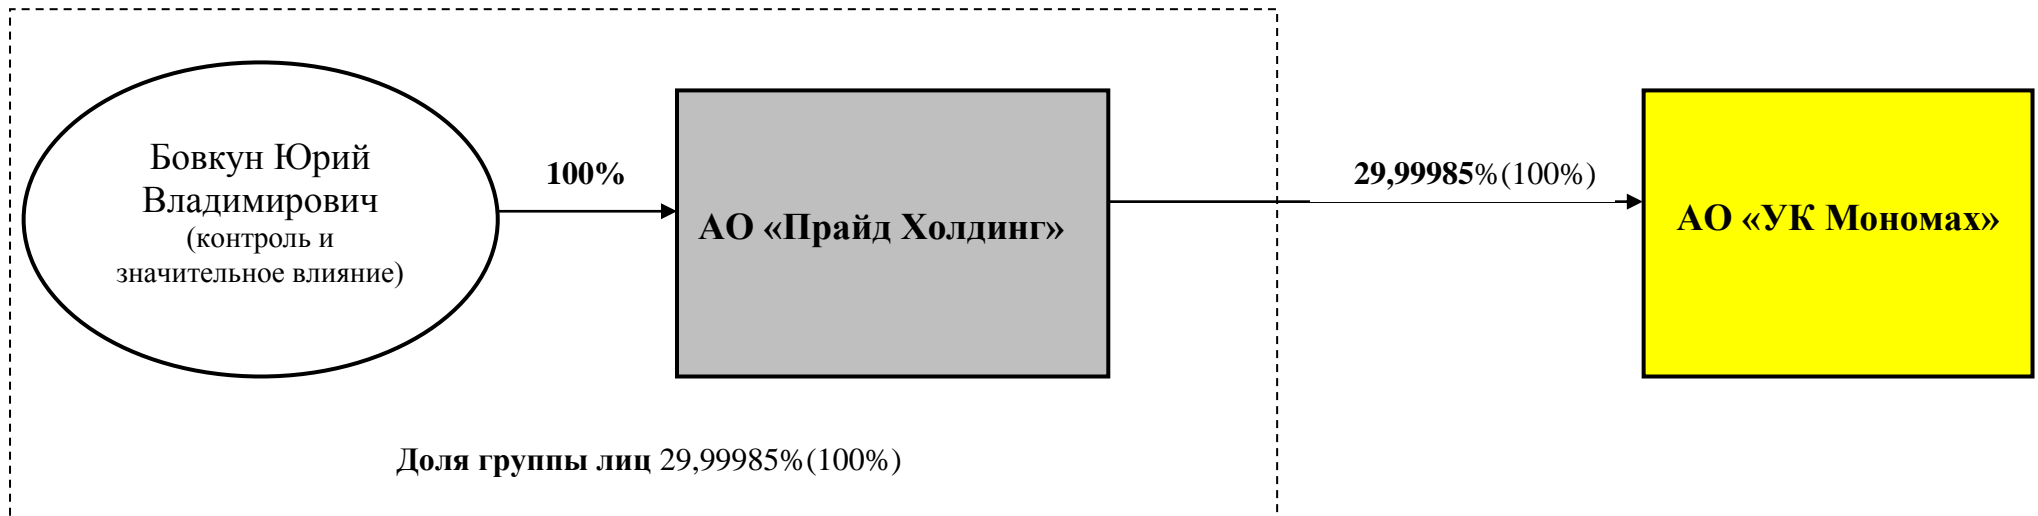 Бовкун Юрий
Владимирович
(контроль и
значительное влияние)
100%
АО «Прайд Холдинг»
29,99985%(100%)
АО «УК Мономах»
Доля группы лиц 29,99985%(100%)